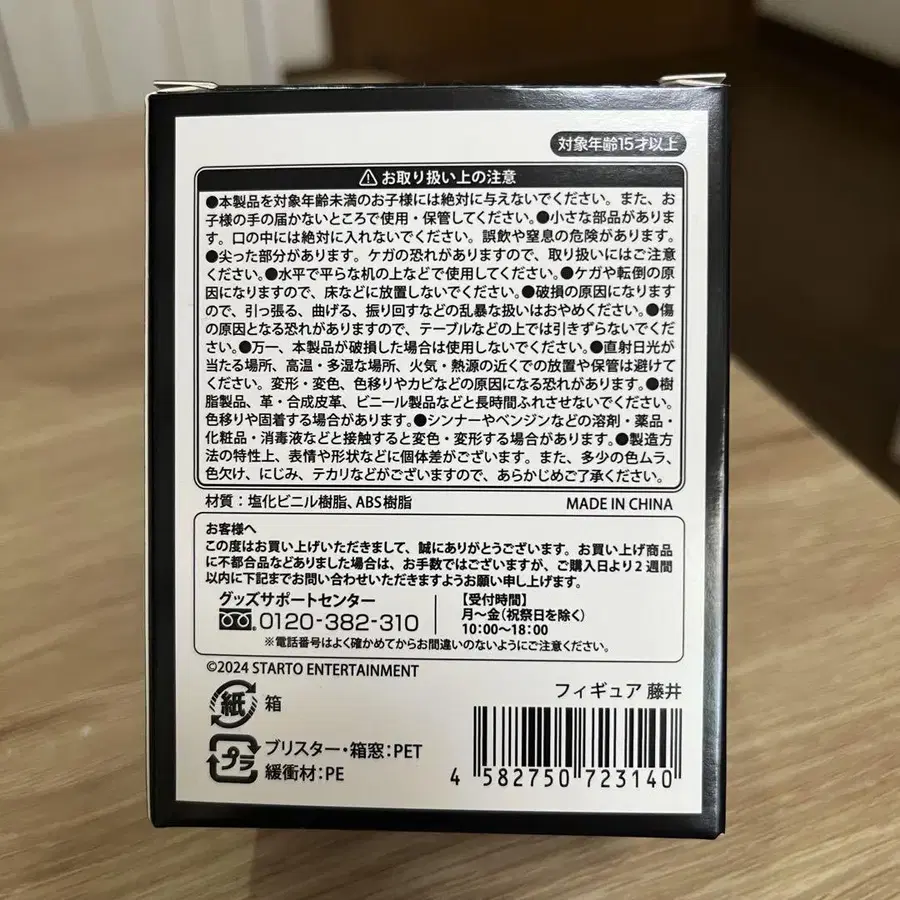 対象年齢15才以上
⚠お取り扱い上の注意
●本製品を対象年齢未満のお子様には絶対に与えないでください。また、お
子様の手の届かないところで使用・保管してください。●小さな部品がありま
す。口の中には絶対に入れないでください。誤飲や窒息の危険があります。
●尖った部分があります。ケガの恐れがありますので、取り扱いにはご注意
ください。●水平で平らな机の上などで使用してください。●ケガや転倒の原
因になりますので、床などに放置しないでください。●破損の原因になります
ので、引っ張る、曲げる、振り回すなどの乱暴な扱いはおやめください。●傷
の原因となる恐れがありますので、テーブルなどの上では引きずらないでくだ
さい。●万一、本製品が破損した場合は使用しないでください。●直射日光が
当たる場所、高温・多湿な場所、火気・熱源の近くでの放置や保管は避けてく
ださい。変形・変色、色移りやカビなどの原因になる恐れがあります。●樹
脂製品、革・合成皮革、ビニール製品などと長時間ふれさせないでください。
色移りや固着する場合があります。●シンナーやベンジンなどの溶剤・薬品・
化粧品・消毒液などと接触すると変色・変形する場合があります。●製造方
法の特性上、表情や形状などに個体差がございます。また、多少の色ムラ、
色欠け、にじみ、テカリなどがございますので、あらかじめご了承ください。
材質：塩化ビニル樹脂、ABS樹脂
MADE IN CHINA
お客様へ
この度はお買い上げいただきまして、誠にありがとうございます。お買い上げ商品
に不都合などありました場合は、お手数ではございますが、ご購入日より2週間
以内に下記までお問い合わせいただきますようお願い申し上げます。
グッズサポートセンター
0120-382-310
【受付時間】
月～金（祝祭日を除く）
10:00～18:00
※電話番号はよく確かめてからお間違いのないようにご注意ください。
©2024 STARTO ENTERTAINMENT
フィギュア 藤井
紙 箱
プラ ブリスター・箱窓：PET
緩衝材：PE
4 582750 723140